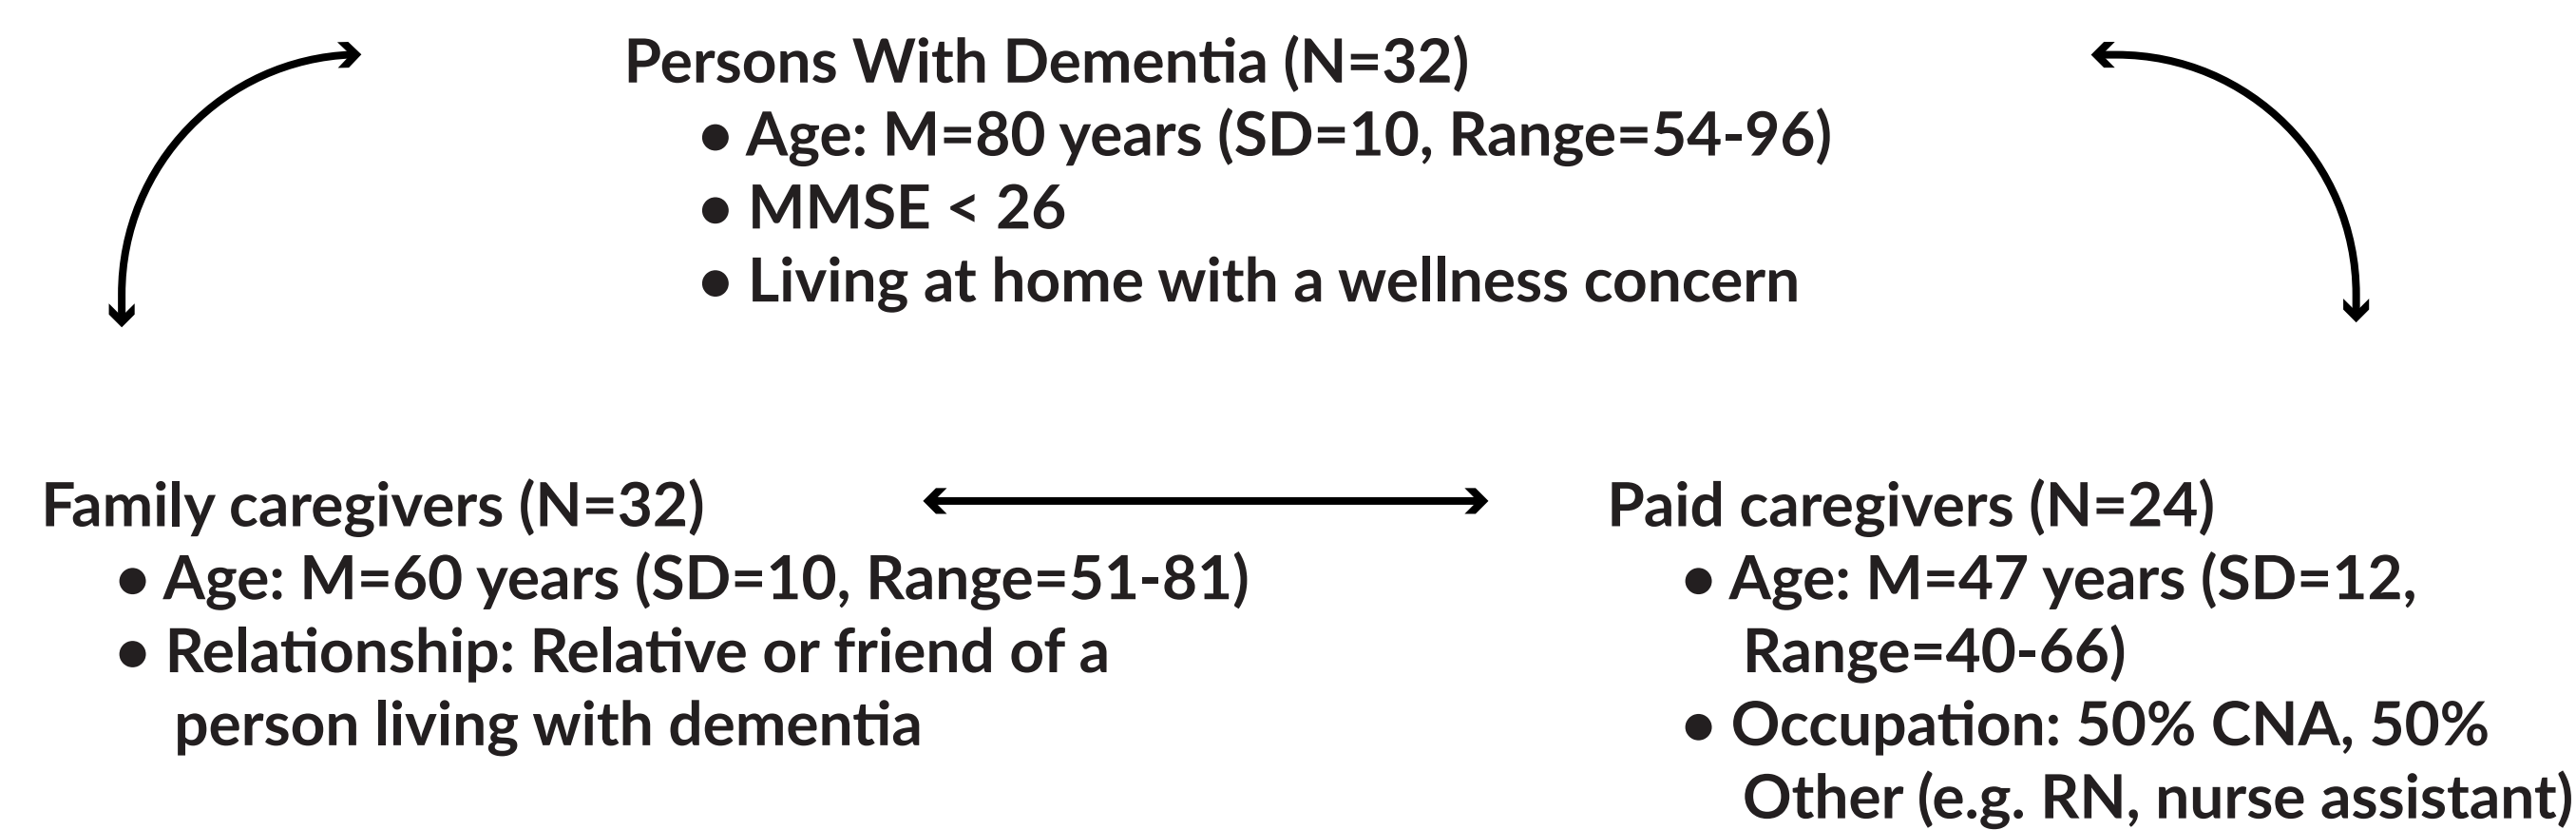 Persons With Dementia (N=32)
● Age: M=80 years (SD=10, Range=54-96)
● MMSE < 26
● Living at home with a wellness concern
Family caregivers (N=32)
● Age: M=60 years (SD=10, Range=51-81)
● Relationship: Relative or friend of a
person living with dementia
Paid caregivers (N=24)
● Age: M=47 years (SD=12,
Range=40-66)
● Occupation: 50% CNA, 50%
Other (e.g. RN, nurse assistant)